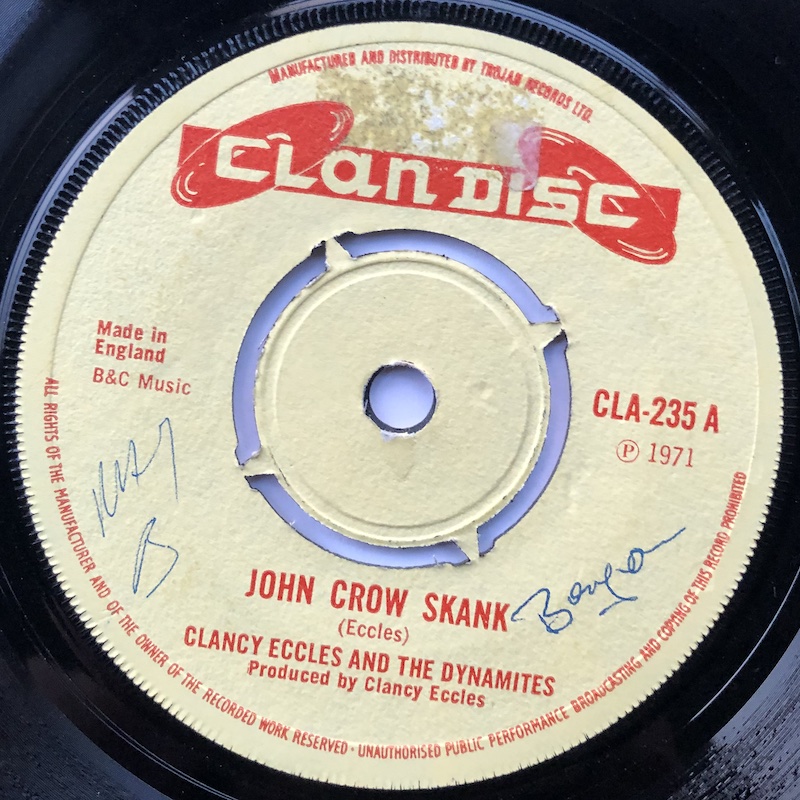 MANUFACTURED AND DISTRIBUTED BY TROJAN RECORDS LTD.
CLAN DISC
Made in
England
B&C Music
CLA-235 A
Ⓟ 1971
B
JOHN CROW SKANK
(Eccles)
CLANCY ECCLES AND THE DYNAMITES
Produced by Clancy Eccles
ALL RIGHTS OF THE MANUFACTURER AND OF THE OWNER OF THE RECORDED WORK RESERVED · UNAUTHORISED PUBLIC PERFORMANCE BROADCASTING AND COPYING OF THIS RECORD PROHIBITED